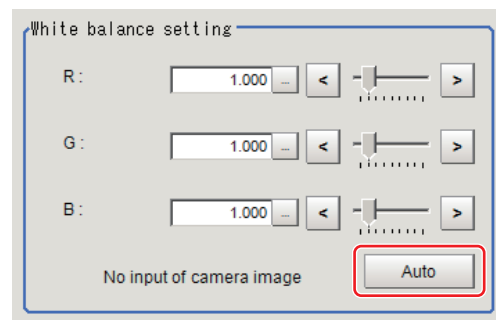 White balance setting
R: 1.000 ... < >
G: 1.000 ... < >
B: 1.000 ... < >
No input of camera image Auto